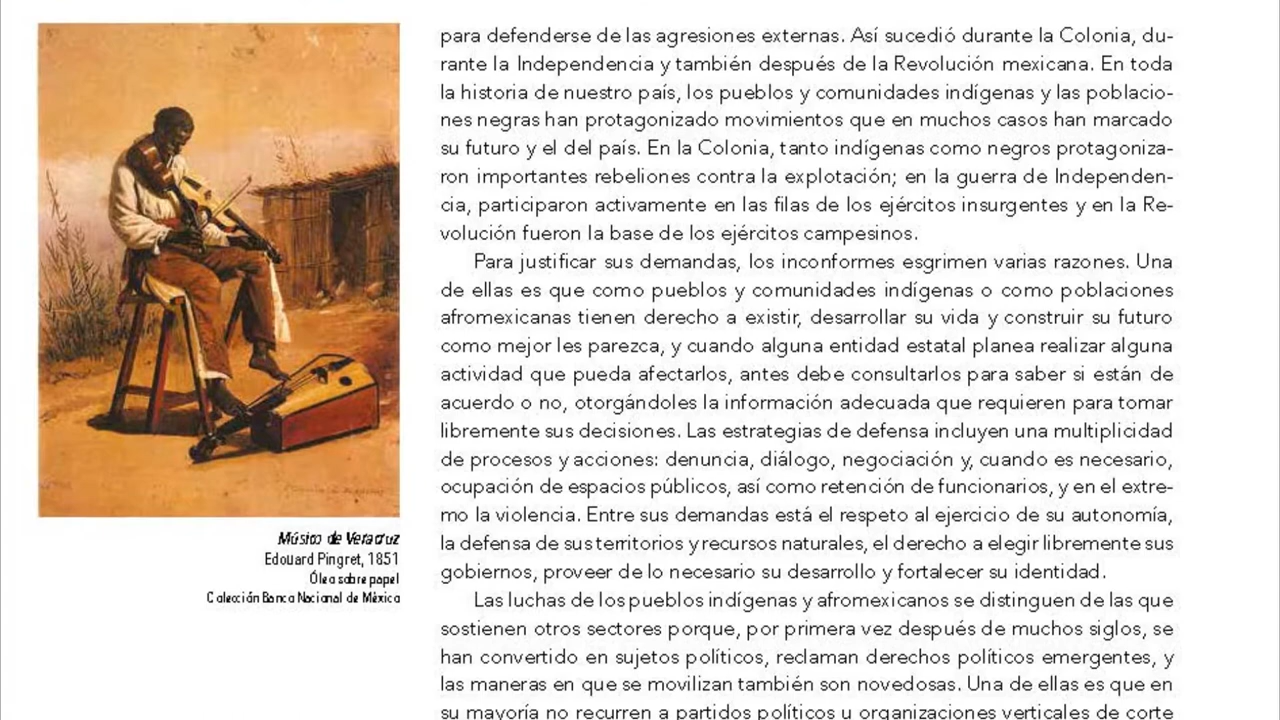 para defenderse de las agresiones externas. Así sucedió durante la Colonia, du-
rante la Independencia y también después de la Revolución mexicana. En toda
la historia de nuestro país, los pueblos y comunidades indígenas y las poblacio-
nes negras han protagonizado movimientos que en muchos casos han marcado
su futuro y el del país. En la Colonia, tanto indígenas como negros protagoniza-
ron importantes rebeliones contra la explotación; en la guerra de Independen-
cia, participaron activamente en las filas de los ejércitos insurgentes y en la Re-
volución fueron la base de los ejércitos campesinos.
Para justificar sus demandas, los inconformes esgrimen varias razones. Una
de ellas es que como pueblos y comunidades indígenas o como poblaciones
afromexicanas tienen derecho a existir, desarrollar su vida y construir su futuro
como mejor les parezca, y cuando alguna entidad estatal planea realizar alguna
actividad que pueda afectarlos, antes debe consultarlos para saber si están de
acuerdo o no, otorgándoles la información adecuada que requieren para tomar
libremente sus decisiones. Las estrategias de defensa incluyen una multiplicidad
de procesos y acciones: denuncia, diálogo, negociación y, cuando es necesario,
ocupación de espacios públicos, así como retención de funcionarios, y en el extre-
mo la violencia. Entre sus demandas está el respeto al ejercicio de su autonomía,
la defensa de sus territorios y recursos naturales, el derecho a elegir libremente sus
gobiernos, proveer de lo necesario su desarrollo y fortalecer su identidad.
Las luchas de los pueblos indígenas y afromexicanos se distinguen de las que
sostienen otros sectores porque, por primera vez después de muchos siglos, se
han convertido en sujetos políticos, reclaman derechos políticos emergentes, y
las maneras en que se movilizan también son novedosas. Una de ellas es que en
su mayoría no recurren a partidos políticos u organizaciones verticales de corte
Músico de Veracruz
Edouard Pingret, 1851
Óleo sobre papel
Colección Banco Nacional de México